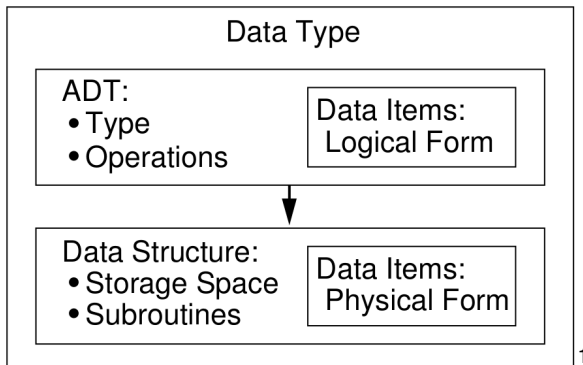 Data Type
ADT:
• Type
• Operations
Data Items:
Logical Form
Data Structure:
• Storage Space
• Subroutines
Data Items:
Physical Form